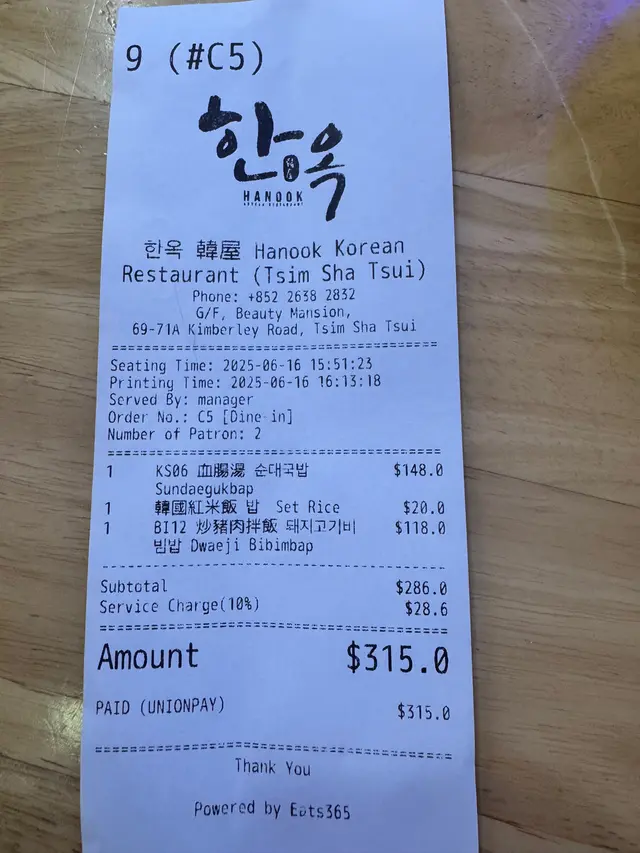 9 (#C5)
한옥
HANOOK
KOREAN RESTAURANT
한옥 韓屋 Hanook Korean
Restaurant (Tsim Sha Tsui)
Phone: +852 2638 2832
G/F, Beauty Mansion,
69-71A Kimberley Road, Tsim Sha Tsui
Seating Time: 2025-06-16 15:51:23
Printing Time: 2025-06-16 16:13:18
Served By: manager
Order No.: C5 [Dine-in]
Number of Patron: 2
1 KS06 血腸湯 순대국밥 $148.0
Sundaegukbap
1 韓國紅米飯 밥 Set Rice $20.0
1 BI12 炒豬肉拌飯 돼지고기비 $118.0
빔밥 Dwaeji Bibimbap
Subtotal $286.0
Service Charge(10%) $28.6
Amount $315.0
PAID (UNIONPAY) $315.0
Thank You
Powered by Eats365